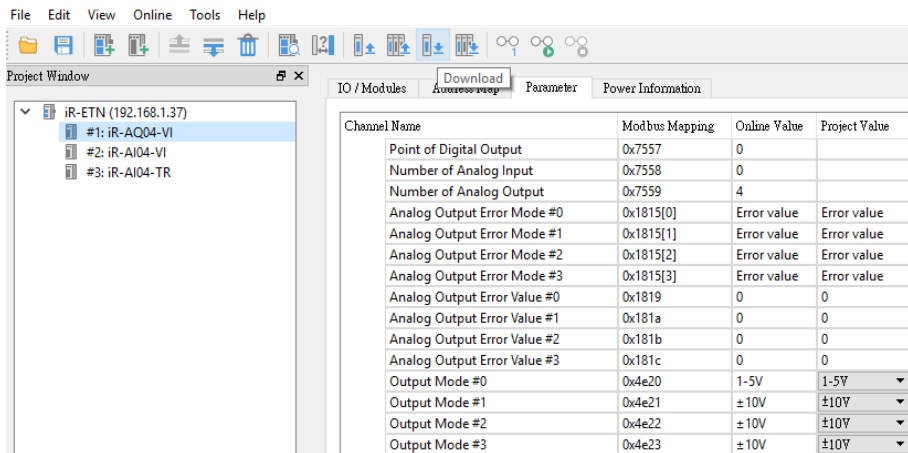 File Edit View Online Tools Help
Project Window
iR-ETN (192.168.1.37)
#1: iR-AQ04-VI
#2: iR-AI04-VI
#3: iR-AI04-TR
Download
IO / Modules Address Map Parameter Power Information
Channel Name Modbus Mapping Online Value Project Value
Point of Digital Output 0x7557 0
Number of Analog Input 0x7558 0
Number of Analog Output 0x7559 4
Analog Output Error Mode #0 0x1815[0] Error value Error value
Analog Output Error Mode #1 0x1815[1] Error value Error value
Analog Output Error Mode #2 0x1815[2] Error value Error value
Analog Output Error Mode #3 0x1815[3] Error value Error value
Analog Output Error Value #0 0x1819 0 0
Analog Output Error Value #1 0x181a 0 0
Analog Output Error Value #2 0x181b 0 0
Analog Output Error Value #3 0x181c 0 0
Output Mode #0 0x4e20 1-5V 1-5V
Output Mode #1 0x4e21 ±10V ±10V
Output Mode #2 0x4e22 ±10V ±10V
Output Mode #3 0x4e23 ±10V ±10V